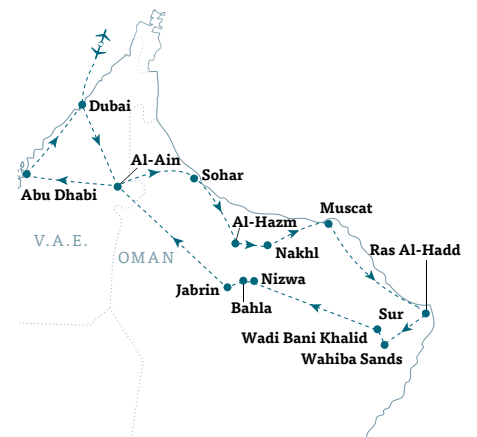 Dubai
Al-Ain
Sohar
Abu Dhabi
Al-Hazm
Muscat
V.A.E.
OMAN
Nakhl
Ras Al-Hadd
Jabrin
Nizwa
Bahla
Sur
Wadi Bani Khalid
Wahiba Sands